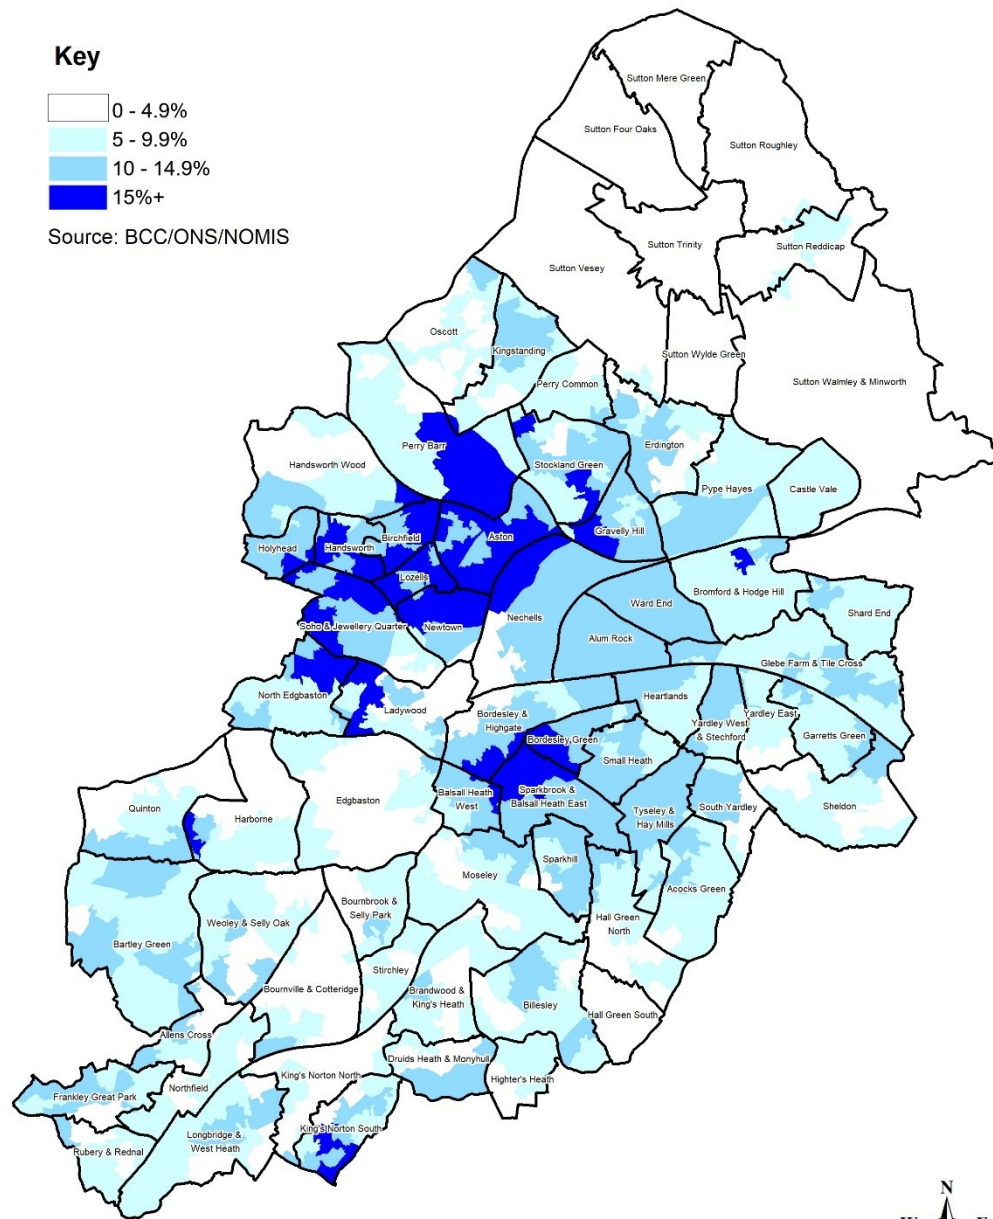 Key
0 - 4.9%
5 - 9.9%
10 - 14.9%
15%+
Source: BCC/ONS/NOMIS
Sutton Mere Green
Sutton Four Oaks
Sutton Roughley
Sutton Trinity
Sutton Reddicap
Sutton Vesey
Oscott
Kingstanding
Sutton Wylde Green
Perry Common
Sutton Walmley & Minworth
Perry Barr
Erdington
Handsworth Wood
Stockland Green
Pype Hayes
Castle Vale
Gravelly Hill
Birchfield
Aston
Holyhead
Handsworth
Lozells
Bromford & Hodge Hill
Ward End
Shard End
Nechells
Soho & Jewellery Quarter
Newtown
Alum Rock
Glebe Farm & Tile Cross
North Edgbaston
Heartlands
Ladywood
Bordesley &
Highgate
Yardley East
Yardley West
& Stechford
Garretts Green
Bordesley Green
Small Heath
Balsall Heath
West
Sparkbrook &
Balsall Heath East
Edgbaston
Quinton
Harborne
Tyseley &
Hay Mills
South Yardley
Sheldon
Sparkhill
Moseley
Acocks Green
Bournbrook &
Selly Park
Hall Green
North
Weoley & Selly Oak
Bartley Green
Stirchley
Bournville & Cotteridge
Brandwood &
King's Heath
Billesley
Hall Green South
Allens Cross
Druids Heath & Monyhull
King's Norton North
Highter's Heath
Northfield
Frankley Great Park
King's Norton South
Longbridge &
West Heath
Rubery & Rednal
N
W
E